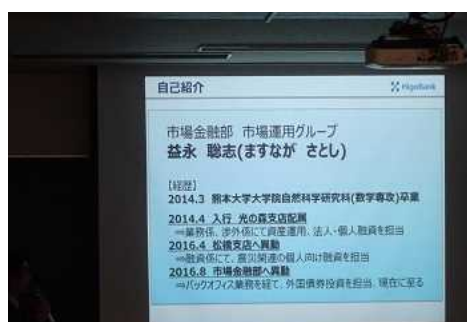 自己紹介
HigoBank
市場金融部 市場運用グループ
益永 聡志(ますなが さとし)
【経歴】
2014.3 熊本大学大学院自然科学研究科(数学専攻)卒業
2014.4 入行 光の森支店配属
⇒業務係、渉外係にて資産運用、法人・個人融資を担当
2016.4 松橋支店へ異動
⇒融資係にて、震災関連の個人向け融資を担当
2016.8 市場金融部へ異動
⇒バックオフィス業務を経て、外国債券投資を担当、現在に至る